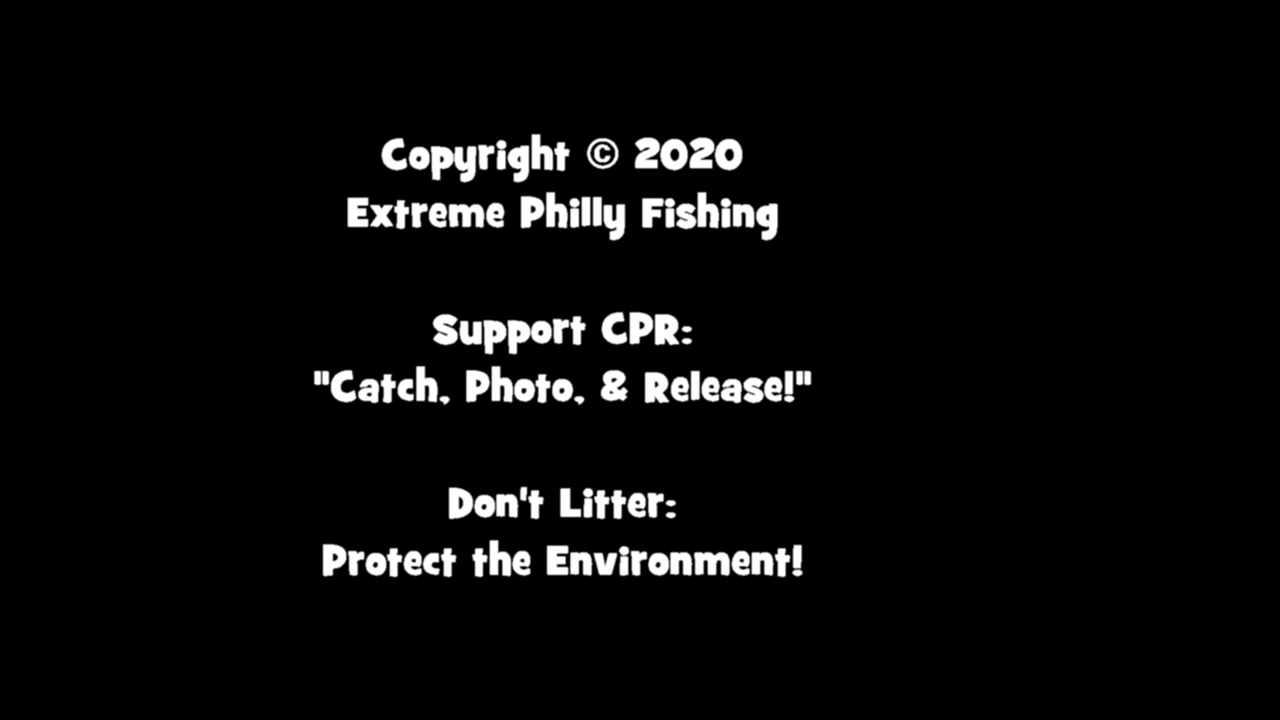 Copyright © 2020
Extreme Philly Fishing
Support CPR:
"Catch, Photo, & Release!"
Don't Litter:
Protect the Environment!